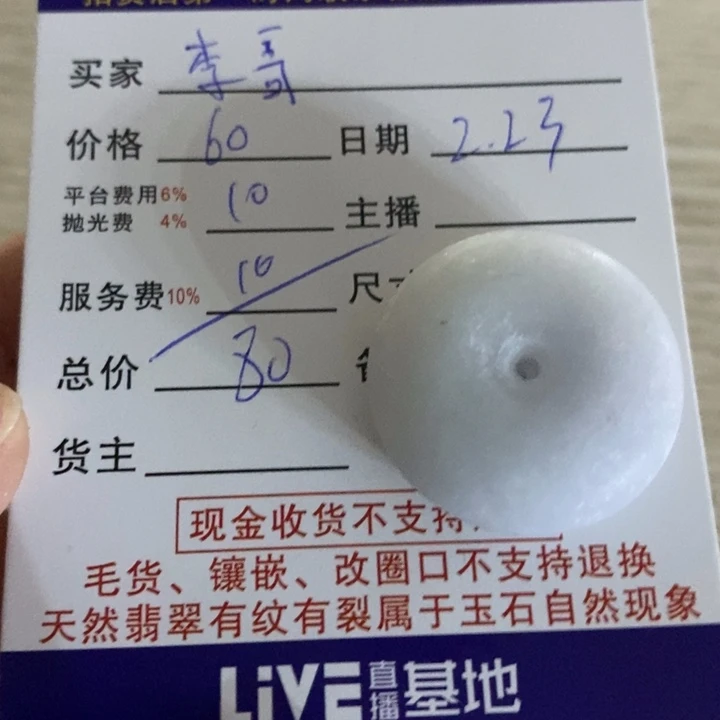 买家 李哥
价格 60 日期 2.23
平台费用6% 10 主播
抛光费 4%
服务费10% 10 尺寸
总价 80
货主
现金收货不支持
毛货、镶嵌、改圈口不支持退换
天然翡翠有纹有裂属于玉石自然现象
LiVE 直播 基地